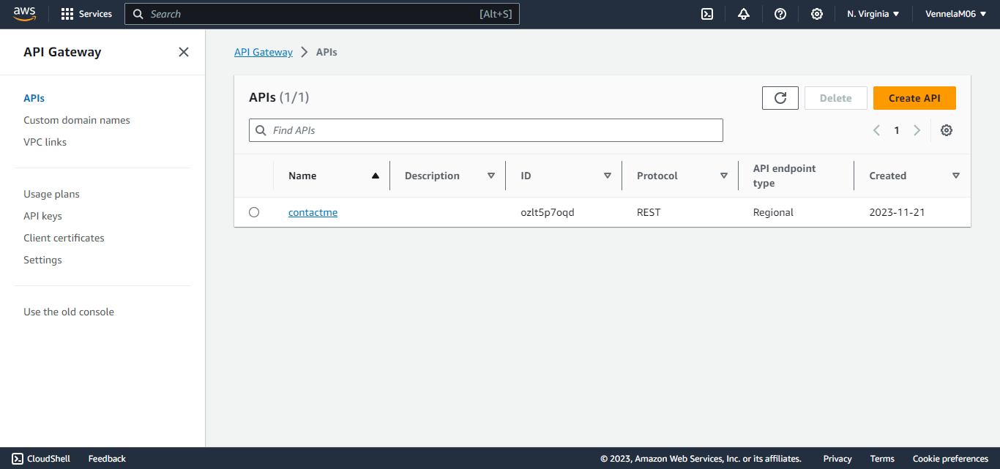 aws
Services
Search
[Alt+S]
N. Virginia
VennelaM06
API Gateway
APIs
Custom domain names
VPC links
Usage plans
API keys
Client certificates
Settings
Use the old console
API Gateway
APIs
APIs (1/1)
Delete
Create API
Find APIs
1
Name
Description
ID
Protocol
API endpoint
type
Created
contactme
ozlt5p7oqd
REST
Regional
2023-11-21
CloudShell
Feedback
© 2023, Amazon Web Services, Inc. or its affiliates.
Privacy
Terms
Cookie preferences